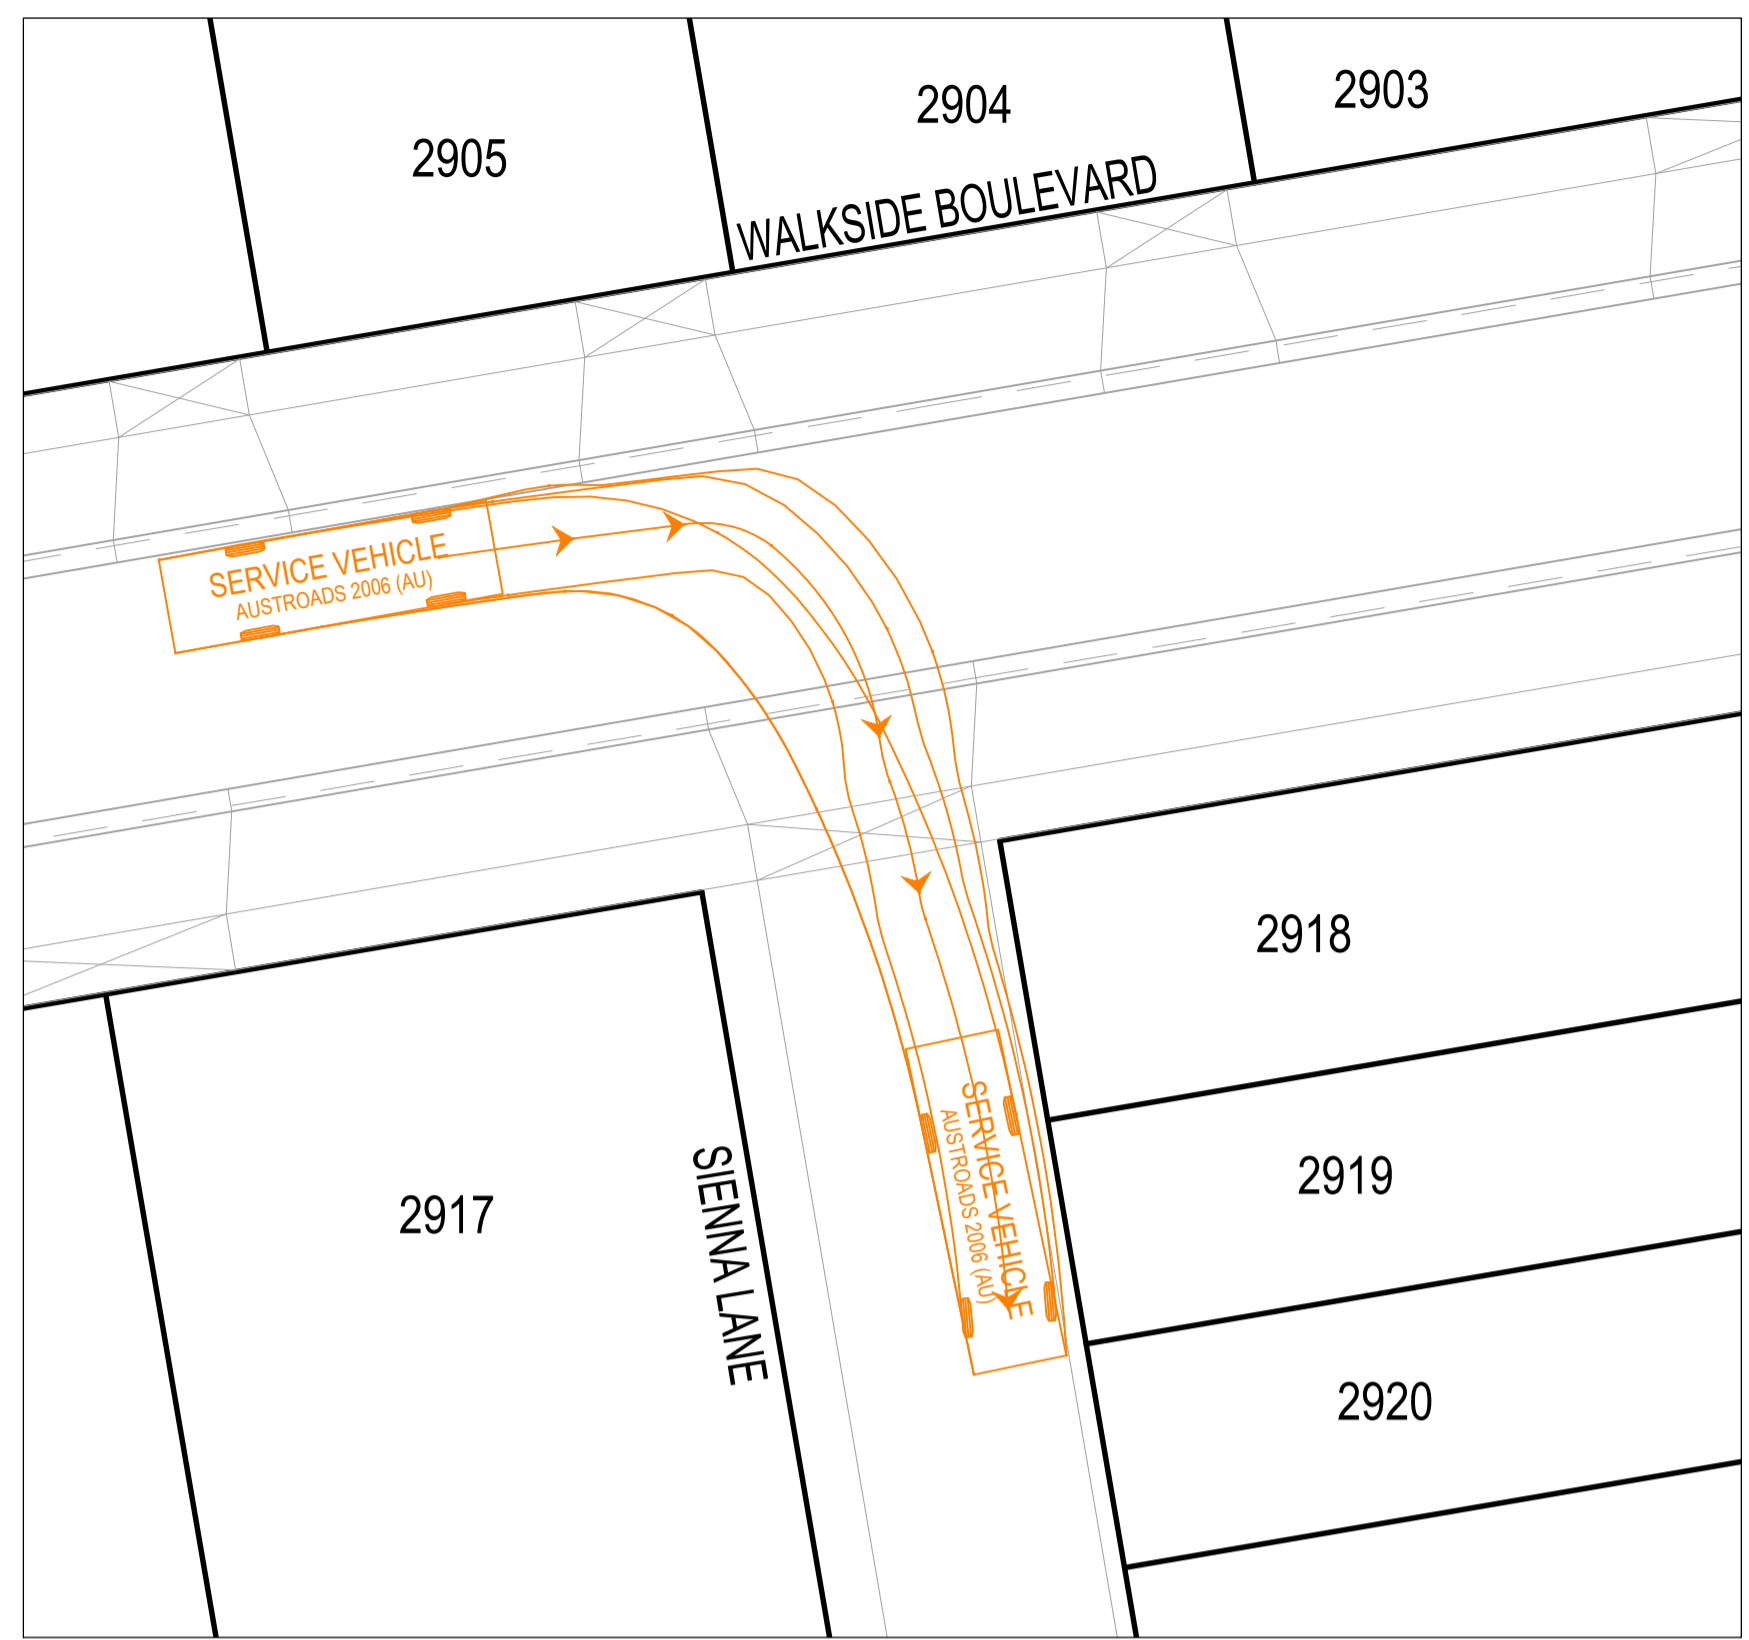 2903
2904
2905
WALKSIDE BOULEVARD
SERVICE VEHICLE
AUSTROADS 2006 (AU)
2918
SERVICE VEHICLE
AUSTROADS 2006 (AU)
2919
2917
SIENNA LANE
2920